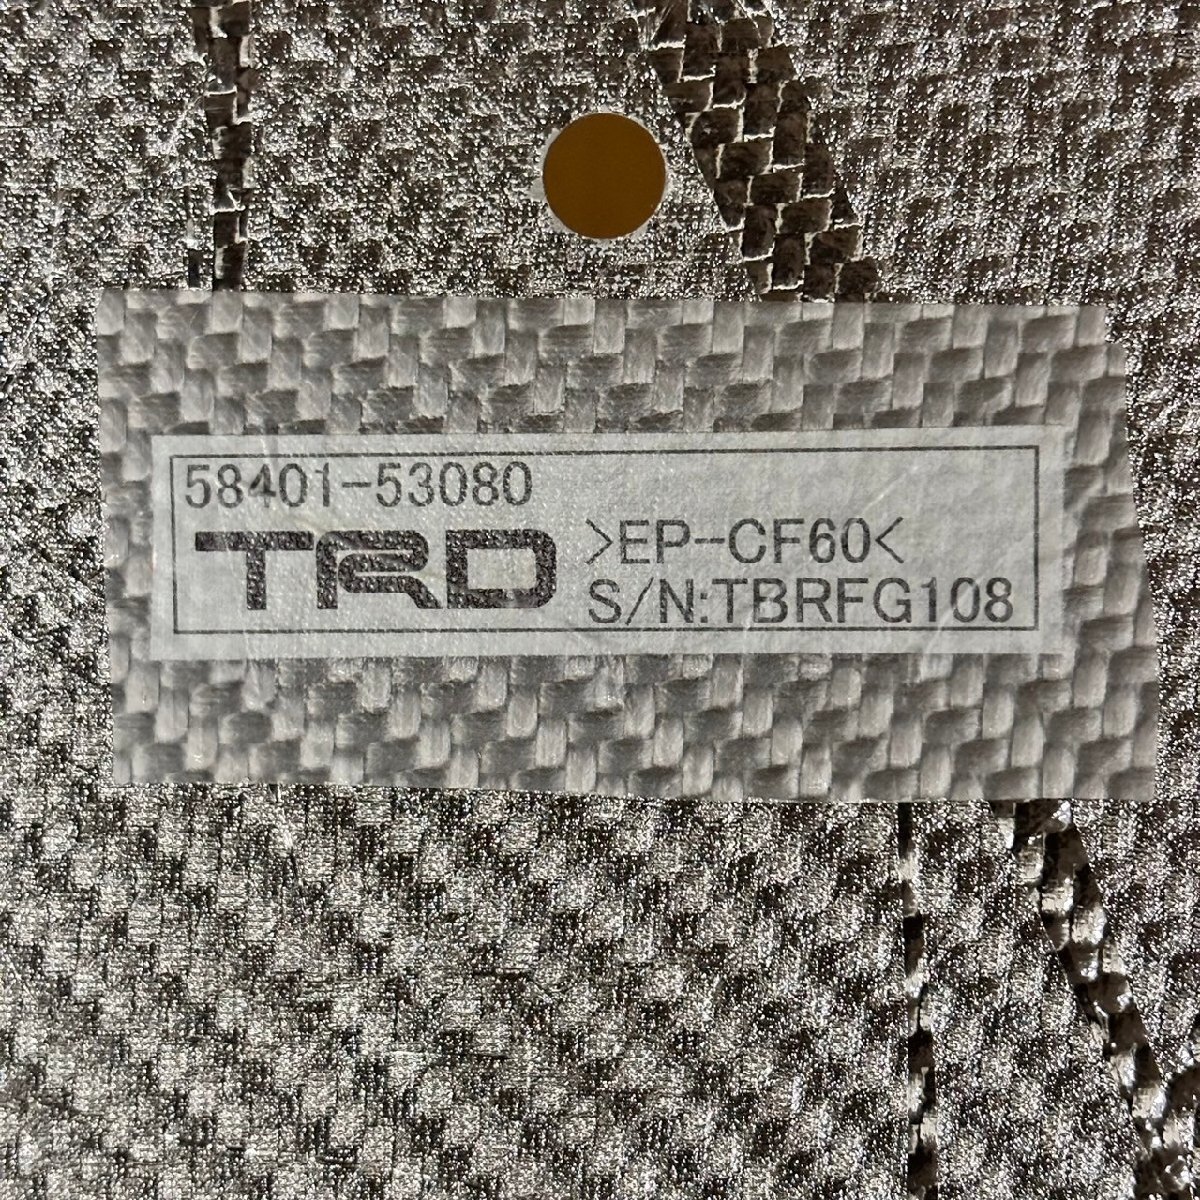 58401-53080
TRD
>EP-CF60<
S/N:TBRFG108